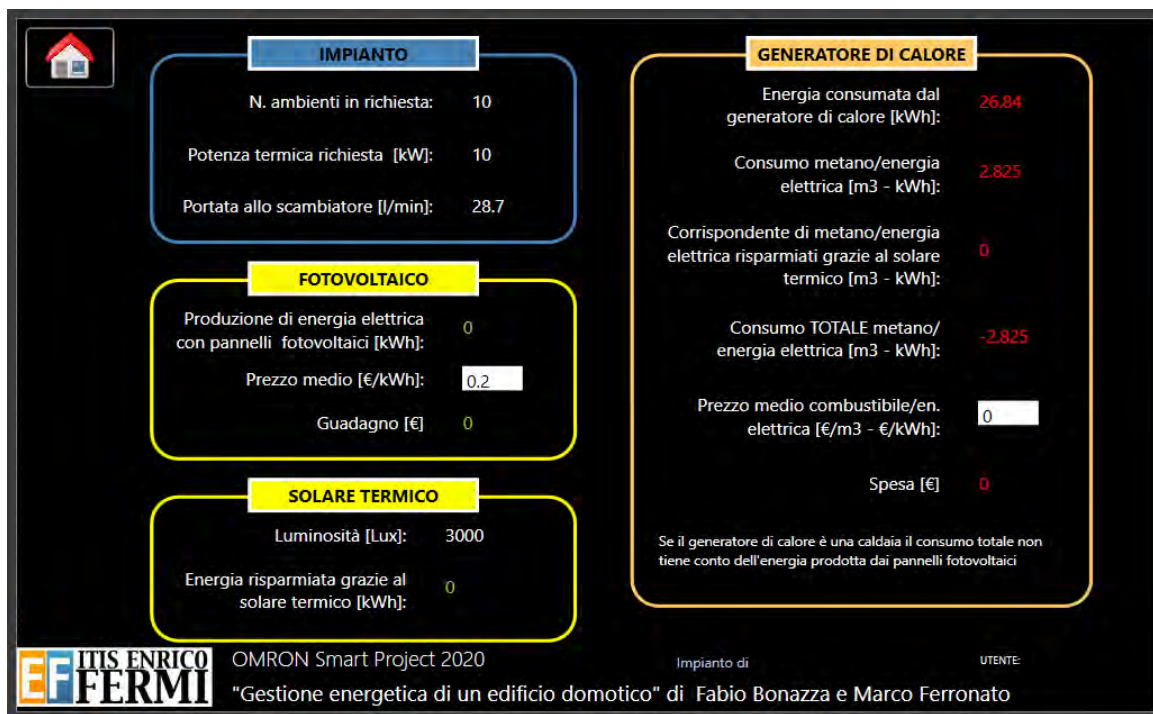 IMPIANTO
N. ambienti in richiesta: 10
Potenza termica richiesta [kW]: 10
Portata allo scambiatore [l/min]: 28.7
FOTOVOLTAICO
Produzione di energia elettrica
con pannelli fotovoltaici [kWh]: 0
Prezzo medio [€/kWh]: 0.2
Guadagno [€] 0
SOLARE TERMICO
Luminosità [Lux]: 3000
Energia risparmiata grazie al
solare termico [kWh]: 0
GENERATORE DI CALORE
Energia consumata dal
generatore di calore [kWh]: 26.84
Consumo metano/energia
elettrica [m3 - kWh]: 2.825
Corrispondente di metano/energia
elettrica risparmiati grazie al solare
termico [m3 - kWh]: 0
Consumo TOTALE metano/
energia elettrica [m3 - kWh]: -2.825
Prezzo medio combustibile/en.
elettrica [€/m3 - €/kWh]: 0
Spesa [€] 0
Se il generatore di calore è una caldaia il consumo totale non
tiene conto dell'energia prodotta dai pannelli fotovoltaici
EF ITIS ENRICO
FERMI
OMRON Smart Project 2020
Impianto di
UTENTE:
"Gestione energetica di un edificio domotico" di Fabio Bonazza e Marco Ferronato